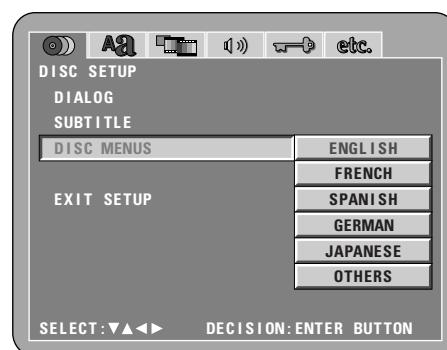 Aa etc.
DISC SETUP
DIALOG
SUBTITLE
DISC MENUS ENGLISH
FRENCH
EXIT SETUP SPANISH
GERMAN
JAPANESE
OTHERS
SELECT:▼▲◀▶ DECISION:ENTER BUTTON